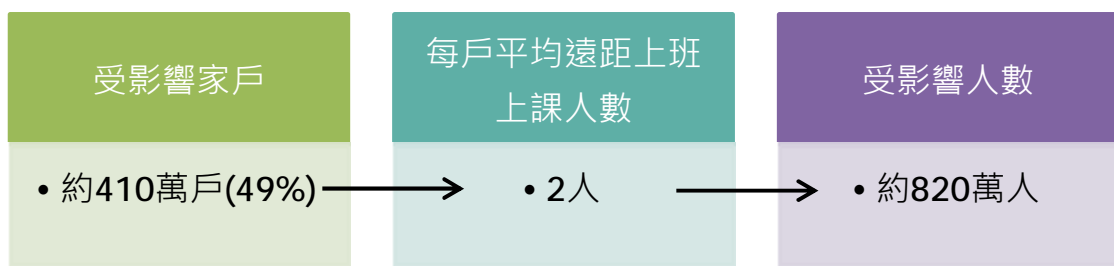 受影響家戶
• 約410萬戶(49%)
每戶平均遠距上班
上課人數
• 2人
受影響人數
• 約820萬人